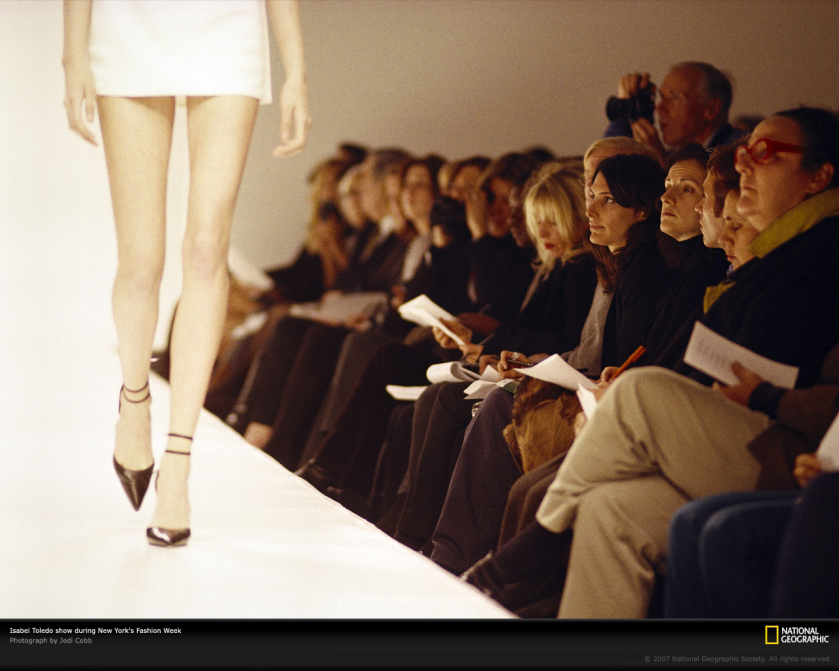 Isabel Toledo show during New York's Fashion Week
Photograph by Jodi Cobb
NATIONAL
GEOGRAPHIC
© 2007 National Geographic Society. All rights reserved.